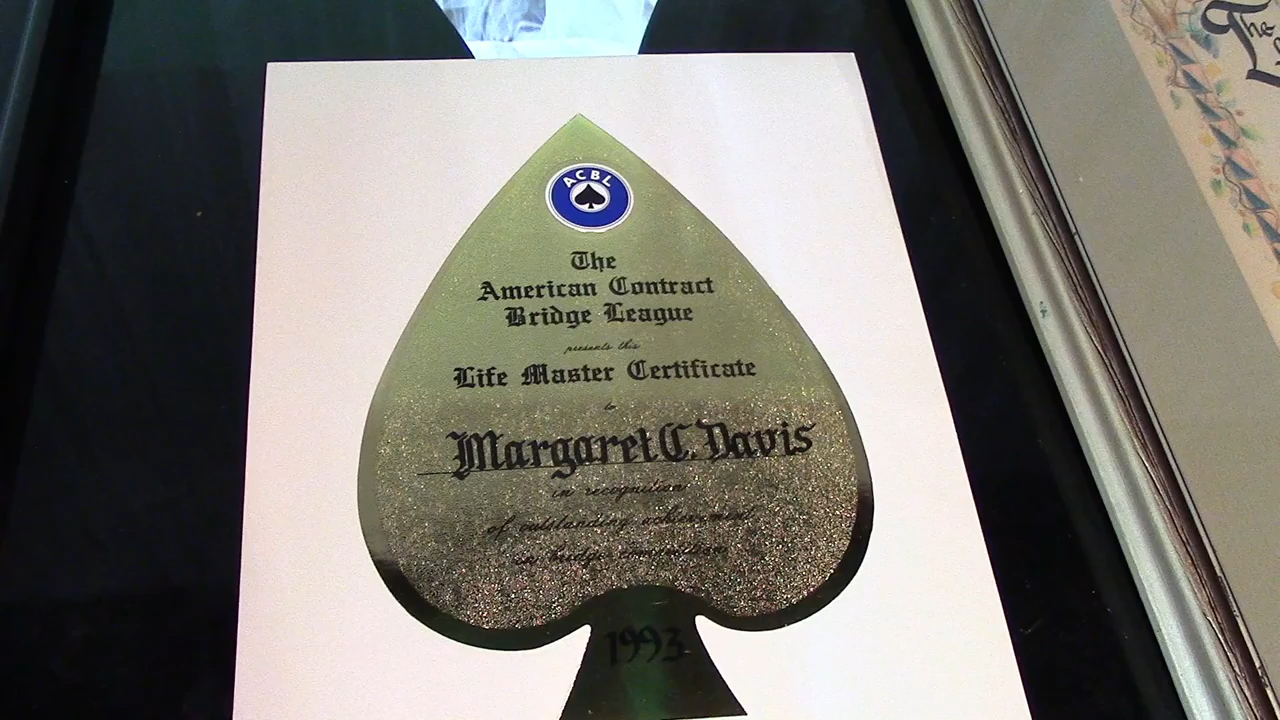 ACBL
The
American Contract
Bridge League
presents this
Life Master Certificate
to
Margaret C. Davis
in recognition
of outstanding achievement
in bridge competition
1993
The